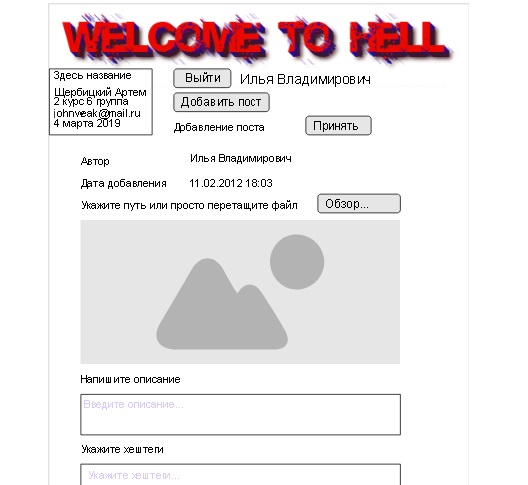 WELCOME TO HELL
Здесь название
Щербицкий Артем
2 курс 6 группа
johnweak@mail.ru
4 марта 2019
Выйти
Илья Владимирович
Добавить пост
Добавление поста
Принять
Автор
Илья Владимирович
Дата добавления
11.02.2012 18:03
Укажите путь или просто перетащите файл
Обзор...
Напишите описание
Введите описание...
Укажите хештеги
Укажите хештеги...